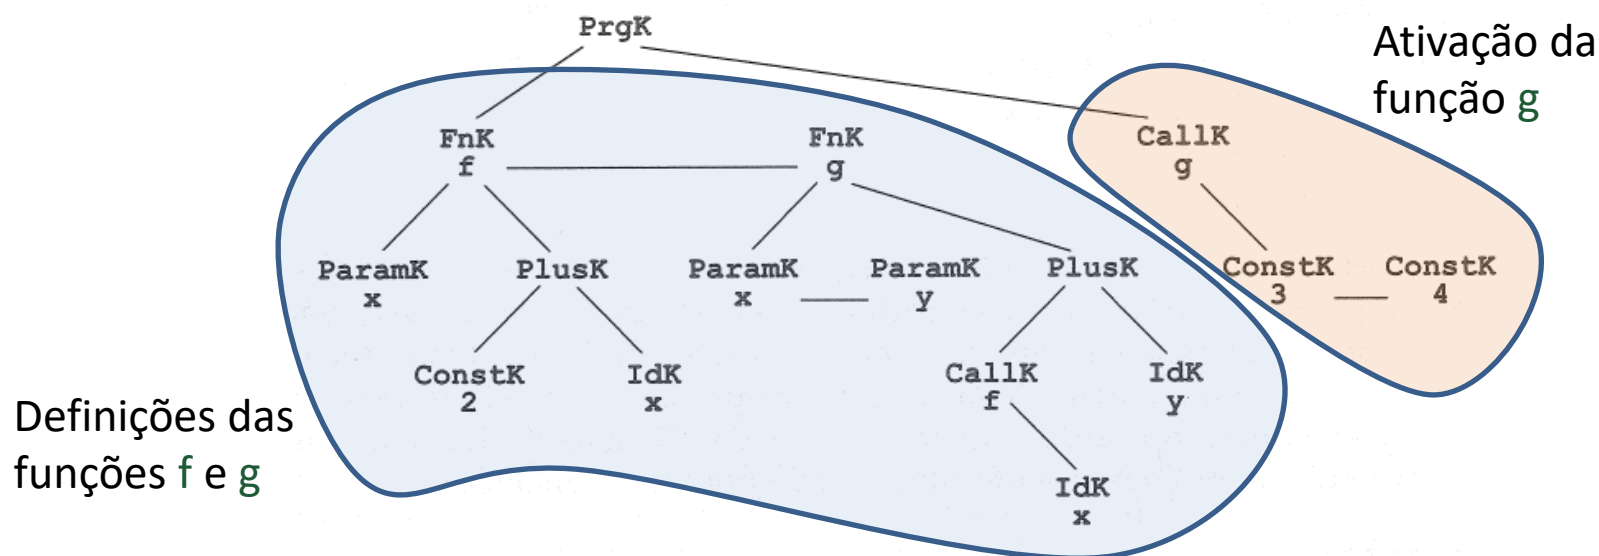 PrgK
Ativação da
função g
FnK
f
FnK
g
CallK
g
ParamK
x
PlusK
ParamK
x
ParamK
y
PlusK
ConstK
3
ConstK
4
ConstK
2
IdK
x
CallK
f
IdK
y
Definições das
funções f e g
IdK
x